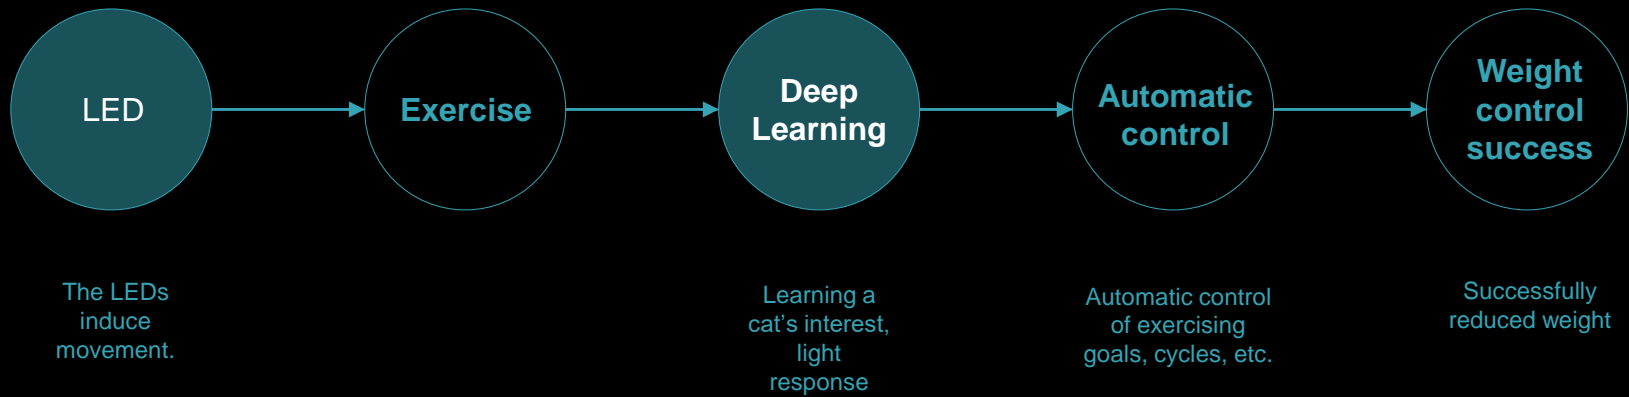 LED
Exercise
Deep
Learning
Automatic
control
Weight
control
success
The LEDs
induce
movement.
Learning a
cat’s interest,
light
response
Automatic control
of exercising
goals, cycles, etc.
Successfully
reduced weight